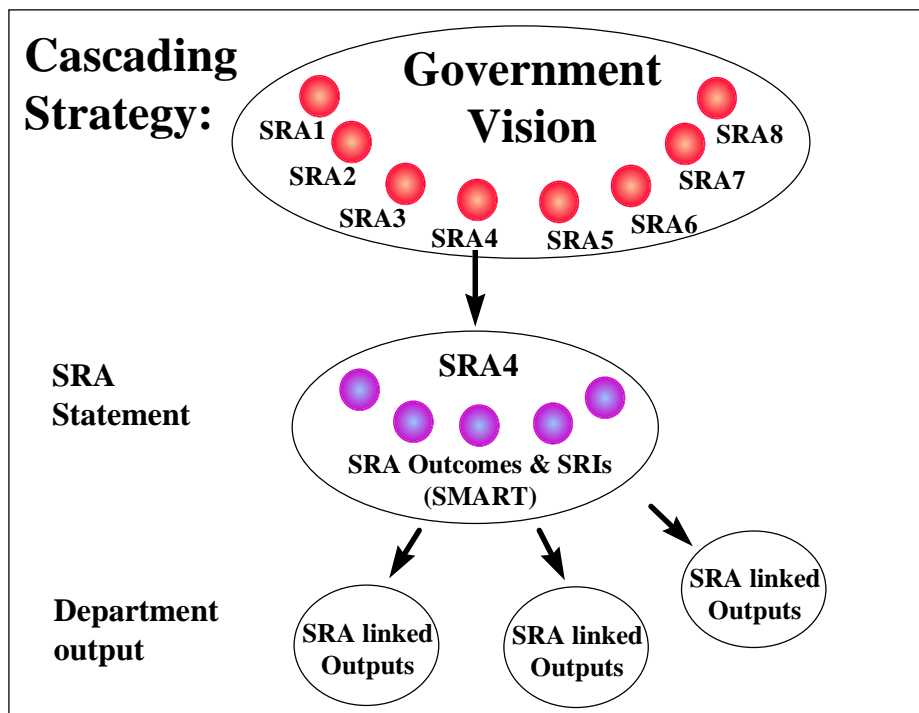 Cascading
Strategy:
Government
Vision
SRA1
SRA2
SRA3
SRA4
SRA5
SRA6
SRA7
SRA8
SRA
Statement
SRA4
SRA Outcomes & SRIs
(SMART)
Department
output
SRA linked
Outputs
SRA linked
Outputs
SRA linked
Outputs